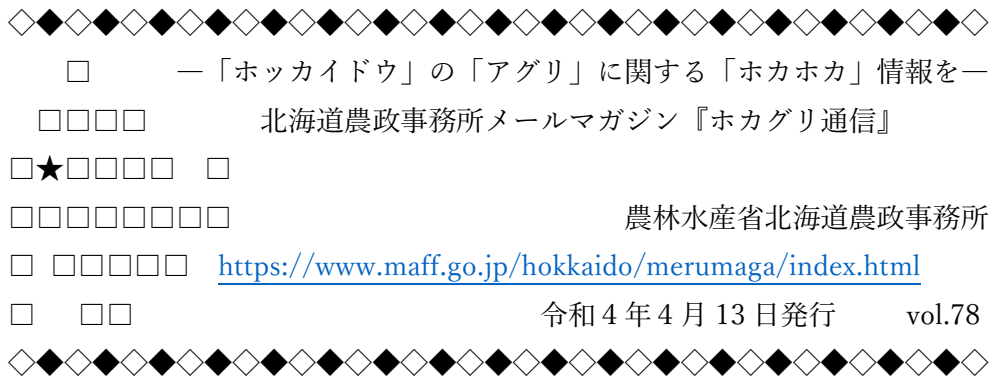 ◇◆◇◆◇◆◇◆◇◆◇◆◇◆◇◆◇◆◇◆◇◆◇◆◇◆◇◆◇◆◇◆◇◆◇
□ ―「ホッカイドウ」の「アグリ」に関する「ホカホカ」情報を―
□□□□ 北海道農政事務所メールマガジン『ホカグリ通信』
□★□□□□ □
□□□□□□□□ 農林水産省北海道農政事務所
□ □□□□□ https://www.maff.go.jp/hokkaido/merumaga/index.html
□ □□ 令和4年4月13日発行 vol.78
◇◆◇◆◇◆◇◆◇◆◇◆◇◆◇◆◇◆◇◆◇◆◇◆◇◆◇◆◇◆◇◆◇◆◇